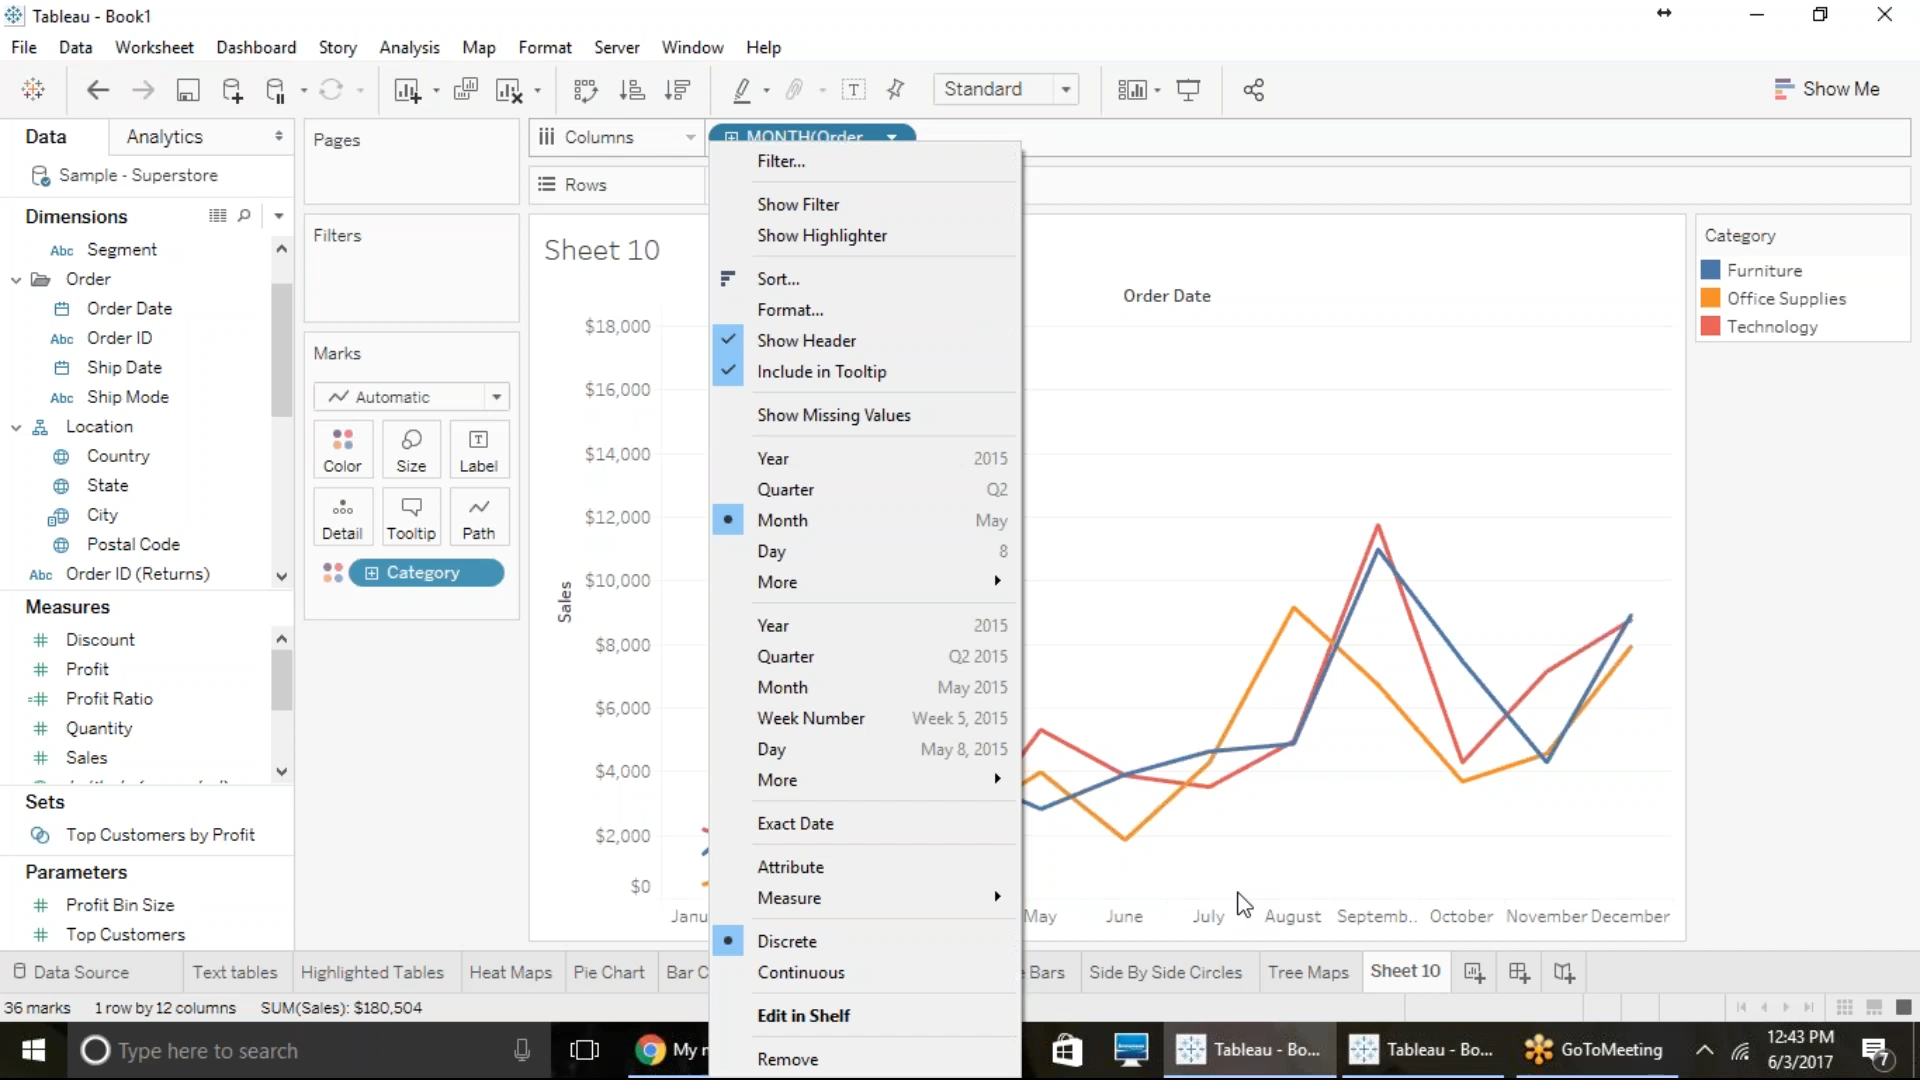 Tableau - Book1
File Data Worksheet Dashboard Story Analysis Map Format Server Window Help
Standard
Show Me
Data Analytics
Sample - Superstore
Dimensions
Abc Segment
Order
Order Date
Abc Order ID
Ship Date
Abc Ship Mode
Location
Country
State
City
Postal Code
Abc Order ID (Returns)
Measures
Discount
Profit
Profit Ratio
Quantity
Sales
Sets
Top Customers by Profit
Parameters
Profit Bin Size
Top Customers
Pages
Filters
Marks
Automatic
Color Size Label
Detail Tooltip Path
Category
Columns MONTH(Order
Rows
Sheet 10
Order Date
Sales
$18,000
$16,000
$14,000
$12,000
$10,000
$8,000
$6,000
$4,000
$2,000
$0
Janu May June July August Septemb.. October November December
Filter...
Show Filter
Show Highlighter
Sort...
Format...
Show Header
Include in Tooltip
Show Missing Values
Year 2015
Quarter Q2
Month May
Day 8
More
Year 2015
Quarter Q2 2015
Month May 2015
Week Number Week 5, 2015
Day May 8, 2015
More
Exact Date
Attribute
Measure
Discrete
Continuous
Edit in Shelf
Remove
Category
Furniture
Office Supplies
Technology
Data Source Text tables Highlighted Tables Heat Maps Pie Chart Bar C Bars Side By Side Circles Tree Maps Sheet 10
36 marks 1 row by 12 columns SUM(Sales): $180,504
Type here to search My Tableau - Bo... Tableau - Bo... GoToMeeting 12:43 PM
6/3/2017 7